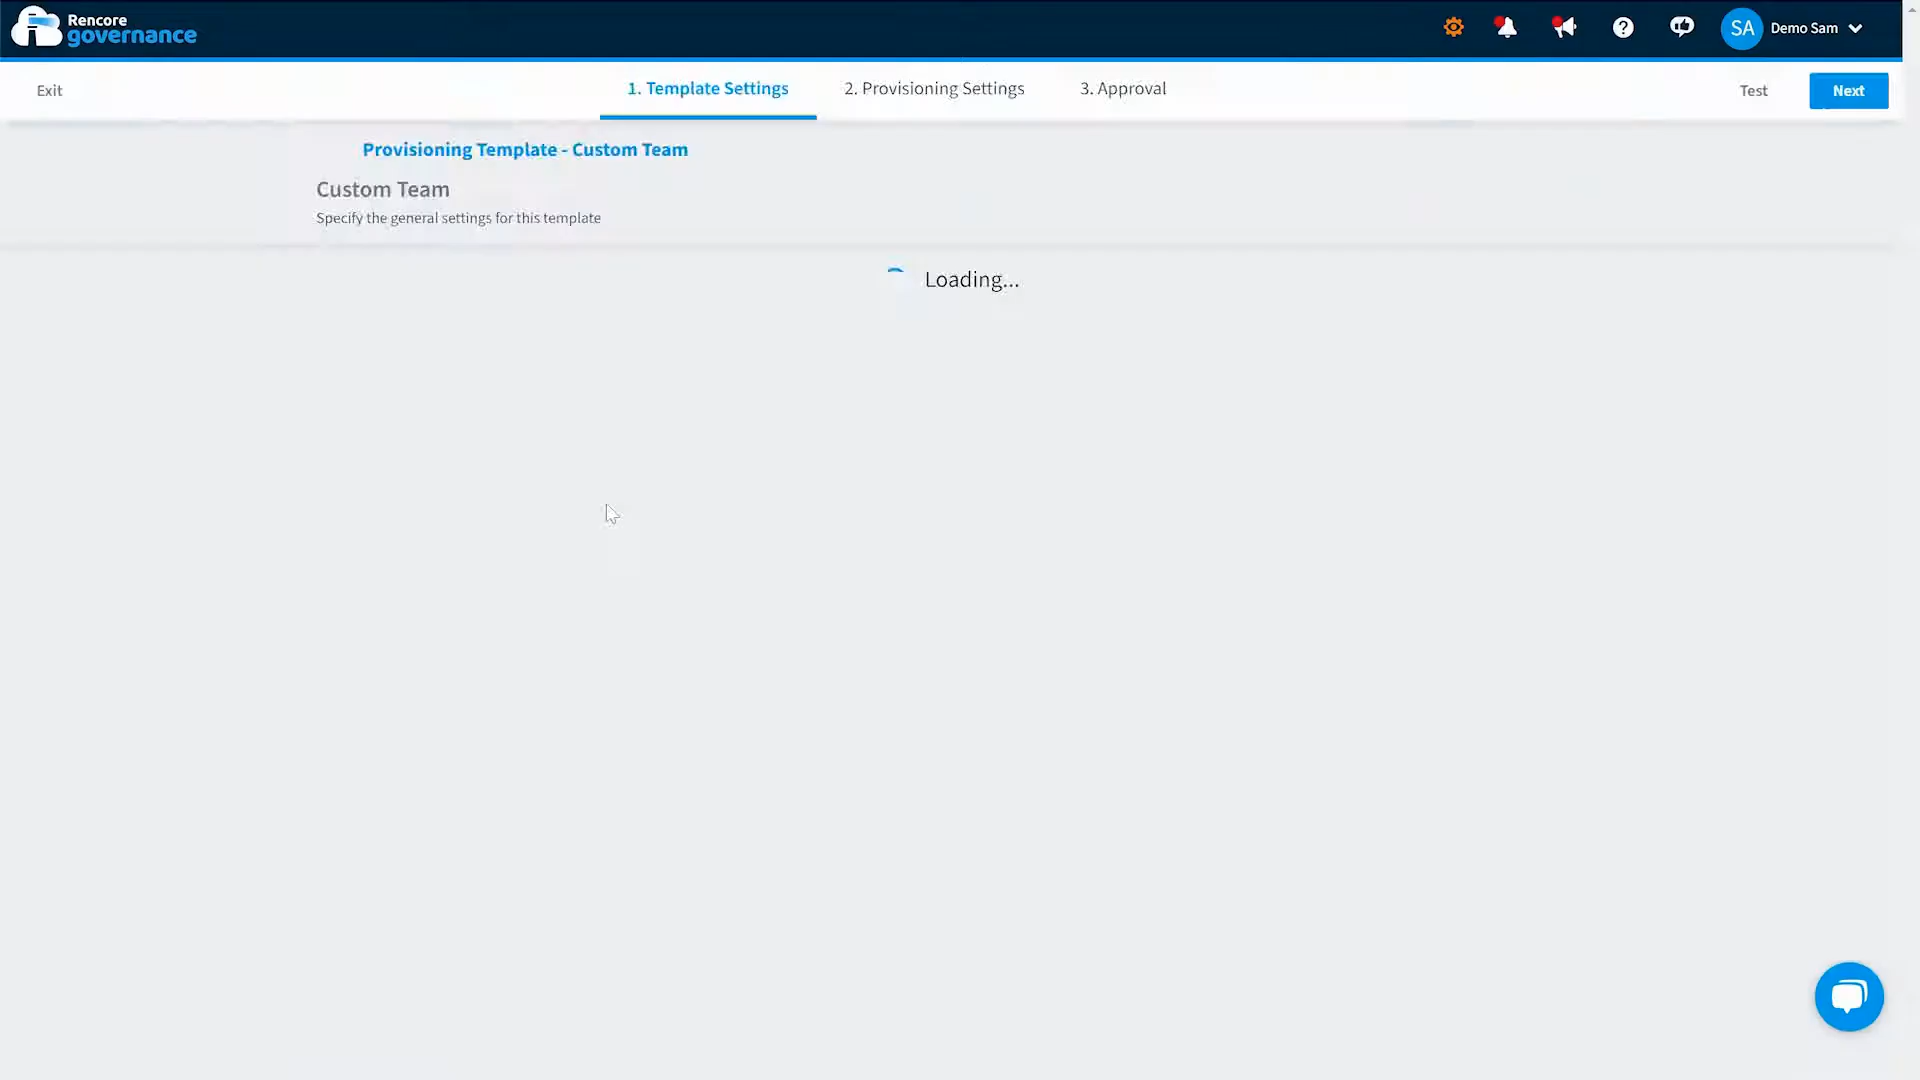 Rencore
governance
SA
Demo Sam
Exit
1. Template Settings
2. Provisioning Settings
3. Approval
Test
Next
Provisioning Template - Custom Team
Custom Team
Specify the general settings for this template
Loading...